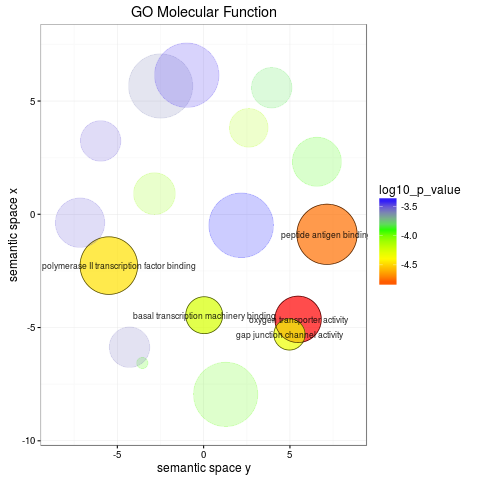 GO Molecular Function
semantic space x
5
0
-5
-10
peptide antigen bindin
polymerase II transcription factor binding
basal transcription machinery binding
oxygen transporter activity
gap junction channel activity
-5
0
5
semantic space y
log10_p_value
-3.5
-4.0
-4.5